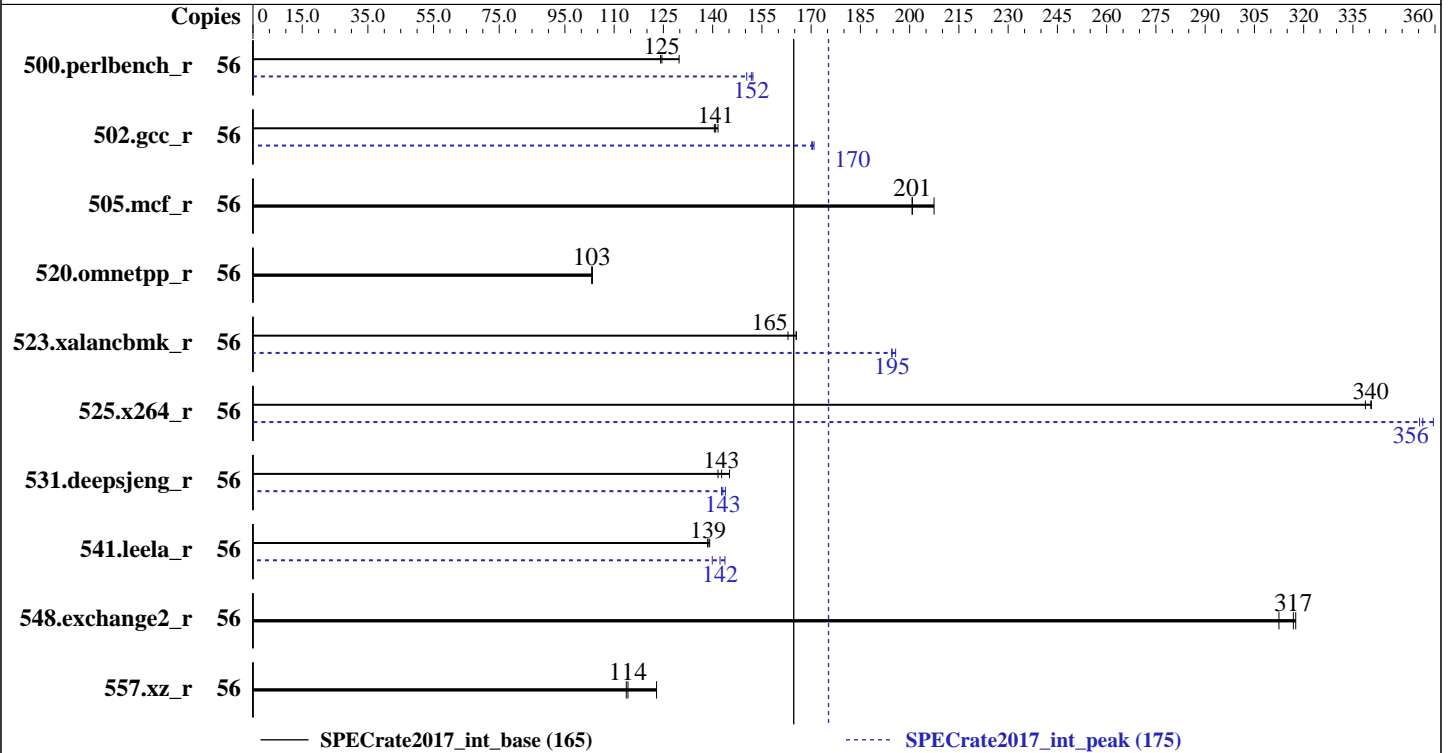 Copies 0 15.0 35.0 55.0 75.0 95.0 110 125 140 155 170 185 200 215 230 245 260 275 290 305 320 335 360
500.perlbench_r 56 125
152
502.gcc_r 56 141
170
505.mcf_r 56 201
520.omnetpp_r 56 103
523.xalancbmk_r 56 165
195
525.x264_r 56 340
356
531.deepsjeng_r 56 143
143
541.leela_r 56 139
142
548.exchange2_r 56 317
557.xz_r 56 114
SPECrate2017_int_base (165) SPECrate2017_int_peak (175)